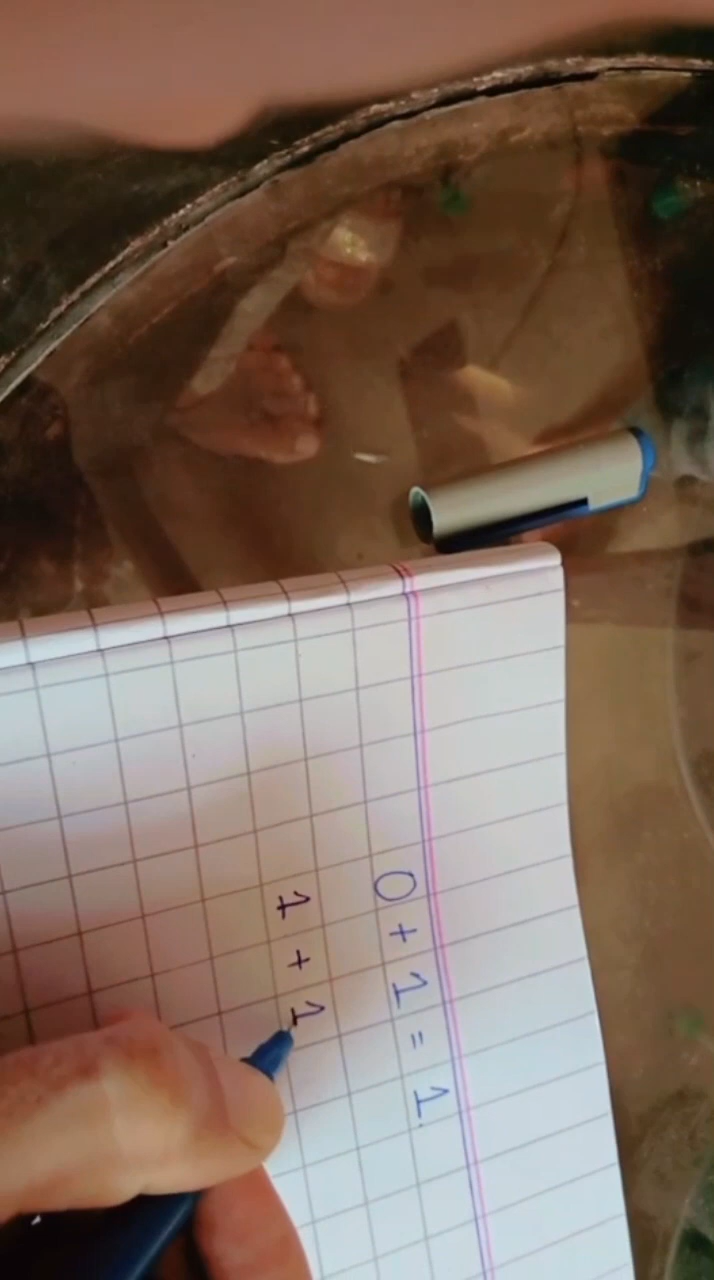 0 + 1 = 1.
1 + 1